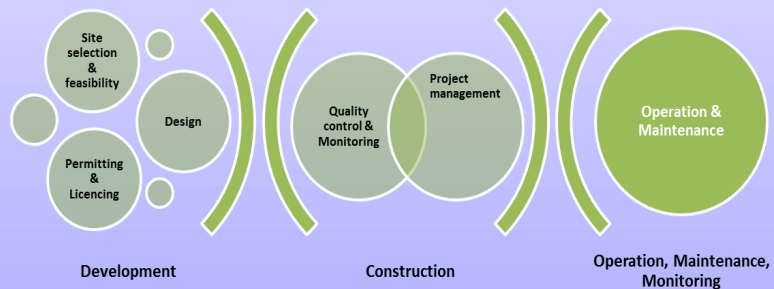 Site
selection
&
feasibility
Design
Permitting
&
Licencing
Quality
control &
Monitoring
Project
management
Operation &
Maintenance
Development
Construction
Operation, Maintenance,
Monitoring